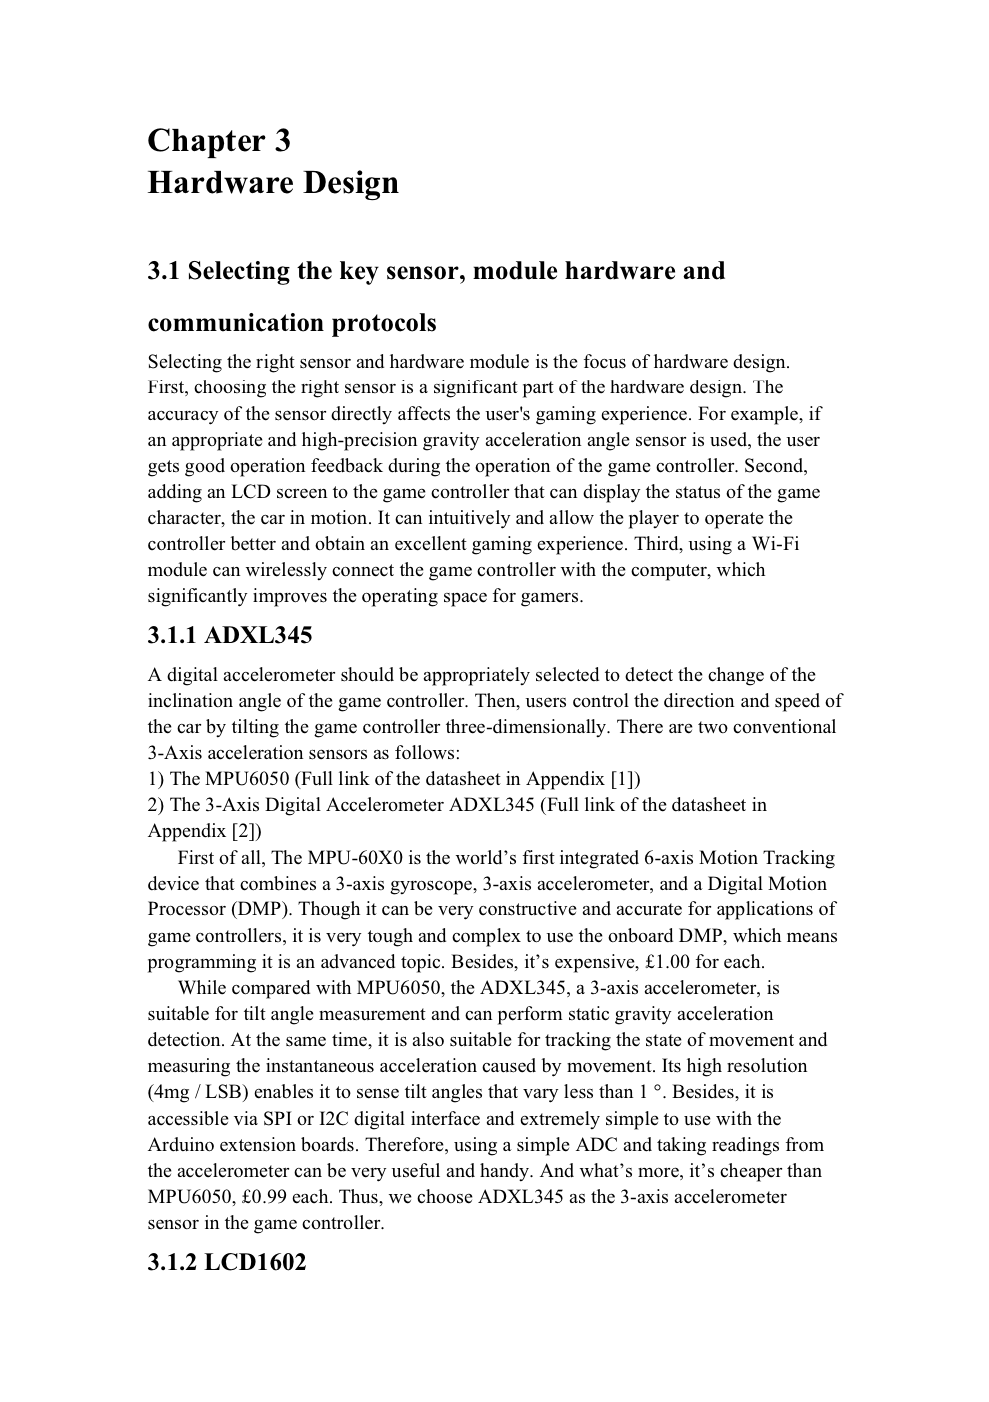 Chapter 3
Hardware Design
3.1 Selecting the key sensor, module hardware and
communication protocols
Selecting the right sensor and hardware module is the focus of hardware design.
First, choosing the right sensor is a significant part of the hardware design. The
accuracy of the sensor directly affects the user's gaming experience. For example, if
an appropriate and high-precision gravity acceleration angle sensor is used, the user
gets good operation feedback during the operation of the game controller. Second,
adding an LCD screen to the game controller that can display the status of the game
character, the car in motion. It can intuitively and allow the player to operate the
controller better and obtain an excellent gaming experience. Third, using a Wi-Fi
module can wirelessly connect the game controller with the computer, which
significantly improves the operating space for gamers.
3.1.1 ADXL345
A digital accelerometer should be appropriately selected to detect the change of the
inclination angle of the game controller. Then, users control the direction and speed of
the car by tilting the game controller three-dimensionally. There are two conventional
3-Axis acceleration sensors as follows:
1) The MPU6050 (Full link of the datasheet in Appendix [1])
2) The 3-Axis Digital Accelerometer ADXL345 (Full link of the datasheet in
Appendix [2])
First of all, The MPU-60X0 is the world’s first integrated 6-axis Motion Tracking
device that combines a 3-axis gyroscope, 3-axis accelerometer, and a Digital Motion
Processor (DMP). Though it can be very constructive and accurate for applications of
game controllers, it is very tough and complex to use the onboard DMP, which means
programming it is an advanced topic. Besides, it’s expensive, £1.00 for each.
While compared with MPU6050, the ADXL345, a 3-axis accelerometer, is
suitable for tilt angle measurement and can perform static gravity acceleration
detection. At the same time, it is also suitable for tracking the state of movement and
measuring the instantaneous acceleration caused by movement. Its high resolution
(4mg / LSB) enables it to sense tilt angles that vary less than 1 °. Besides, it is
accessible via SPI or I2C digital interface and extremely simple to use with the
Arduino extension boards. Therefore, using a simple ADC and taking readings from
the accelerometer can be very useful and handy. And what’s more, it’s cheaper than
MPU6050, £0.99 each. Thus, we choose ADXL345 as the 3-axis accelerometer
sensor in the game controller.
3.1.2 LCD1602